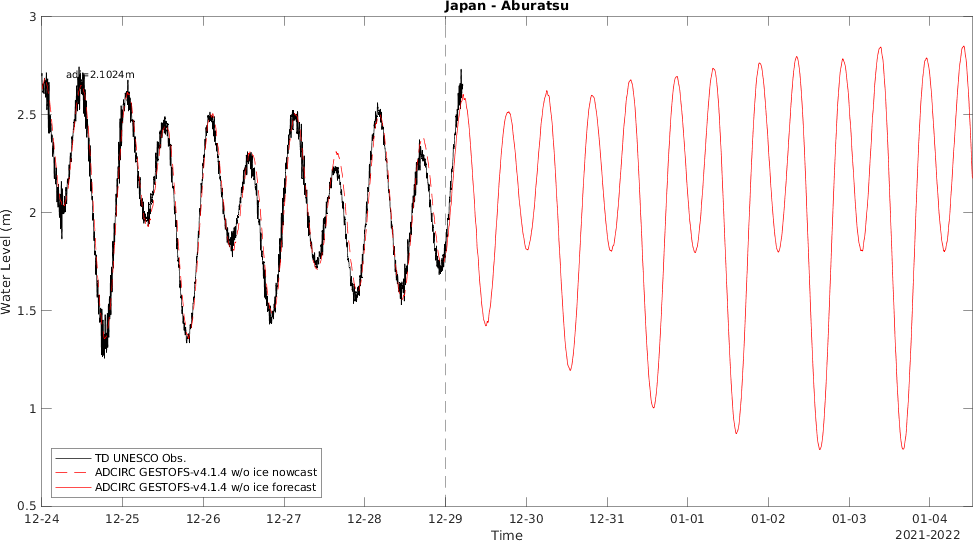 Japan - Aburatsu
3
2.5
2
1.5
1
0.5
Water Level (m)
adj=2.1024m
TD UNESCO Obs.
ADCIRC GESTOFS-v4.1.4 w/o ice nowcast
ADCIRC GESTOFS-v4.1.4 w/o ice forecast
12-24 12-25 12-26 12-27 12-28 12-29 12-30 12-31 01-01 01-02 01-03 01-04
Time
2021-2022